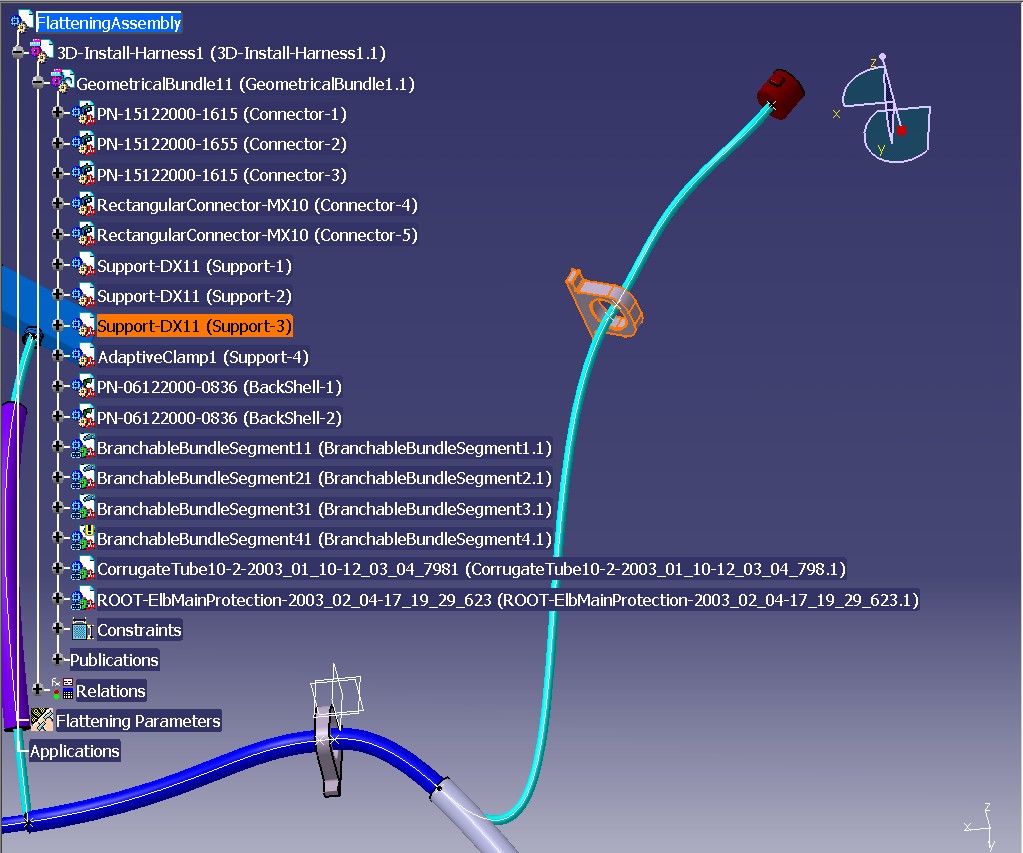 FlatteningAssembly
3D-Install-Harness1 (3D-Install-Harness1.1)
GeometricalBundle11 (GeometricalBundle1.1)
PN-15122000-1615 (Connector-1)
PN-15122000-1655 (Connector-2)
PN-15122000-1615 (Connector-3)
RectangularConnector-MX10 (Connector-4)
RectangularConnector-MX10 (Connector-5)
Support-DX11 (Support-1)
Support-DX11 (Support-2)
Support-DX11 (Support-3)
AdaptiveClamp1 (Support-4)
PN-06122000-0836 (BackShell-1)
PN-06122000-0836 (BackShell-2)
BranchableBundleSegment11 (BranchableBundleSegment1.1)
BranchableBundleSegment21 (BranchableBundleSegment2.1)
BranchableBundleSegment31 (BranchableBundleSegment3.1)
BranchableBundleSegment41 (BranchableBundleSegment4.1)
CorrugateTube10-2-2003_01_10-12_03_04_7981 (CorrugateTube10-2-2003_01_10-12_03_04_798.1)
ROOT-ElbMainProtection-2003_02_04-17_19_29_623 (ROOT-ElbMainProtection-2003_02_04-17_19_29_623.1)
Constraints
Publications
Relations
Flattening Parameters
Applications
z
x
y
z
x
y